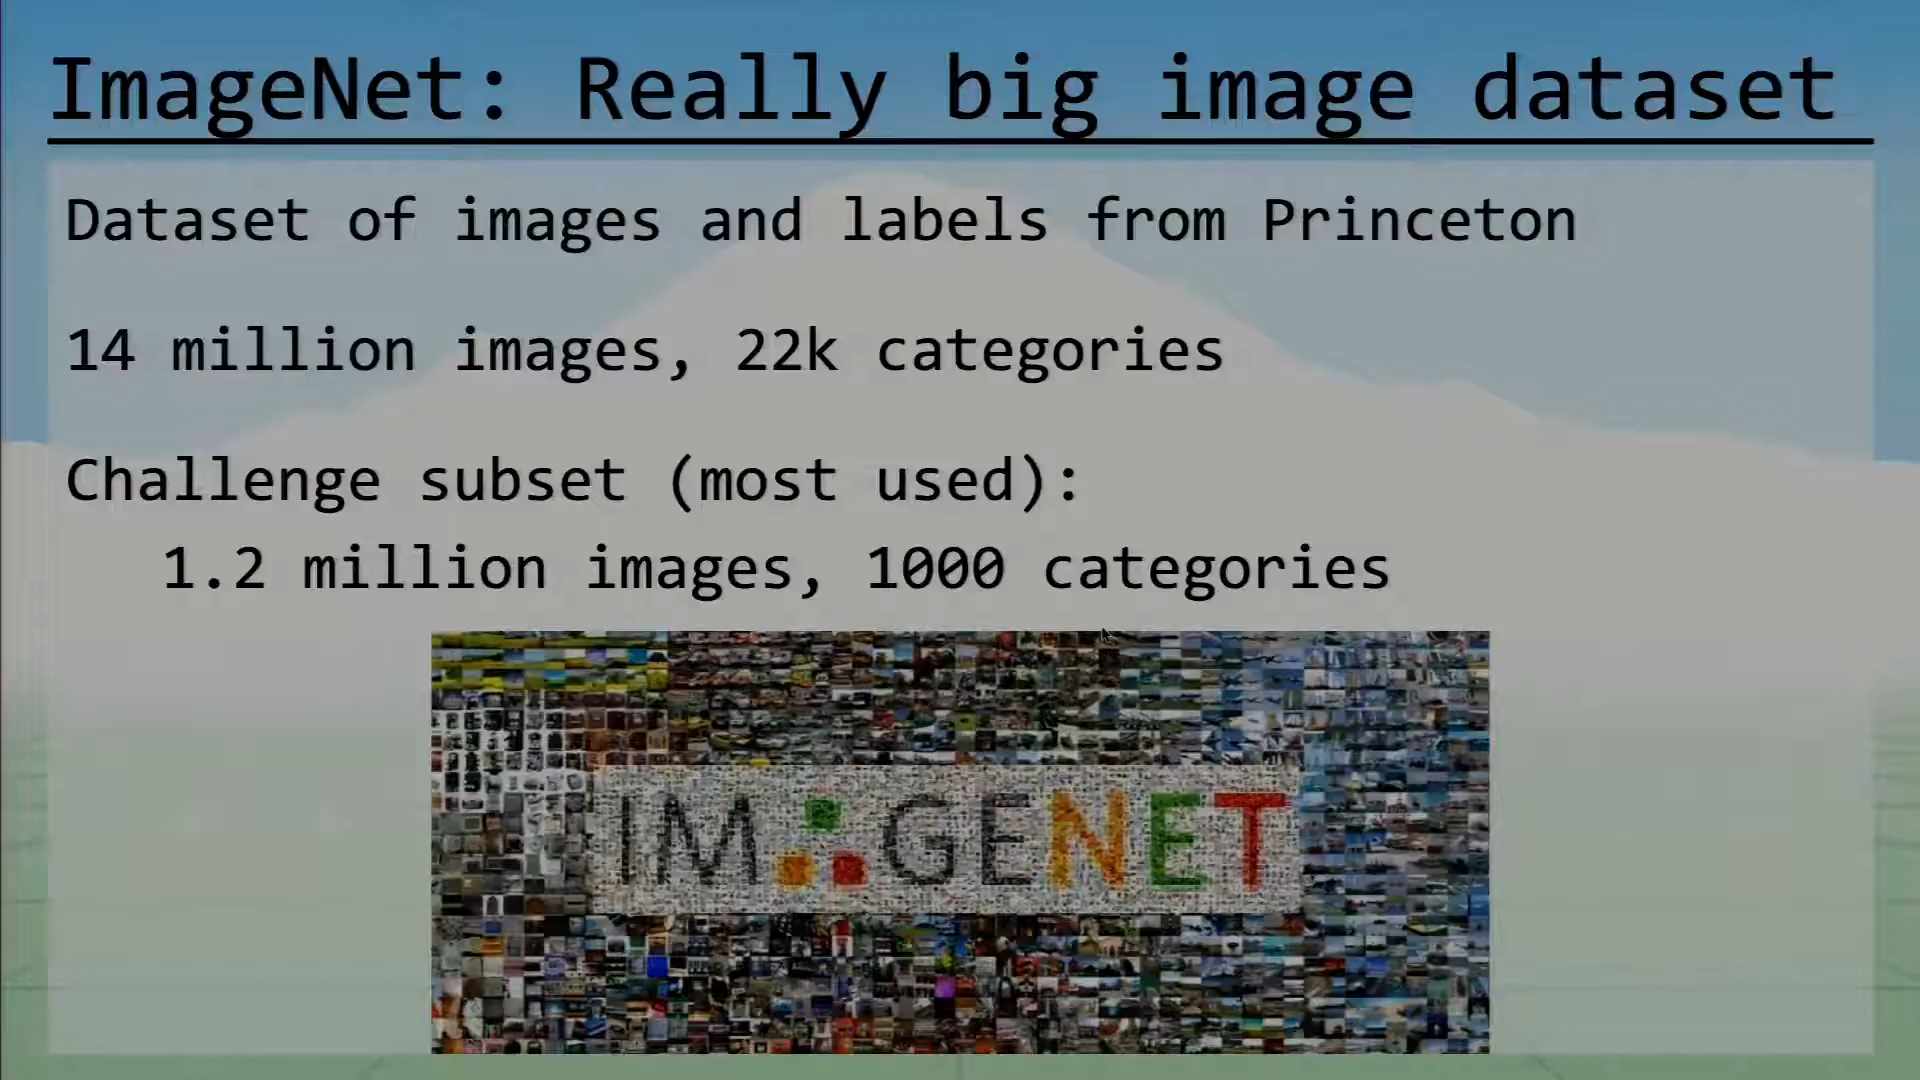 ImageNet: Really big image dataset
Dataset of images and labels from Princeton
14 million images, 22k categories
Challenge subset (most used):
1.2 million images, 1000 categories
IM GENET